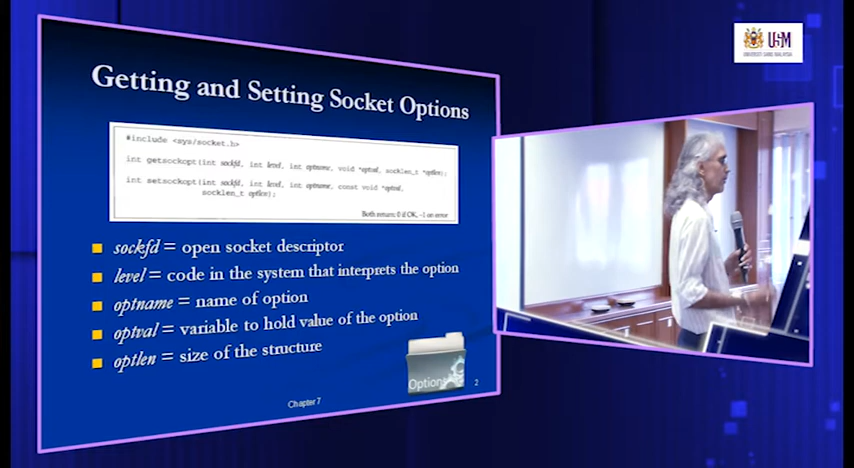 Getting and Setting Socket Options
#include <sys/socket.h>
int getsockopt(int sockfd, int level, int optname, void *optval, socklen_t *optlen);
int setsockopt(int sockfd, int level, int optname, const void *optval,
socklen_t optlen);
Both return: 0 if OK, -1 on error
sockfd = open socket descriptor
level = code in the system that interprets the option
optname = name of option
optval = variable to hold value of the option
optlen = size of the structure
Options
2
Chapter 7
USM
UNIVERSITI SAINS MALAYSIA